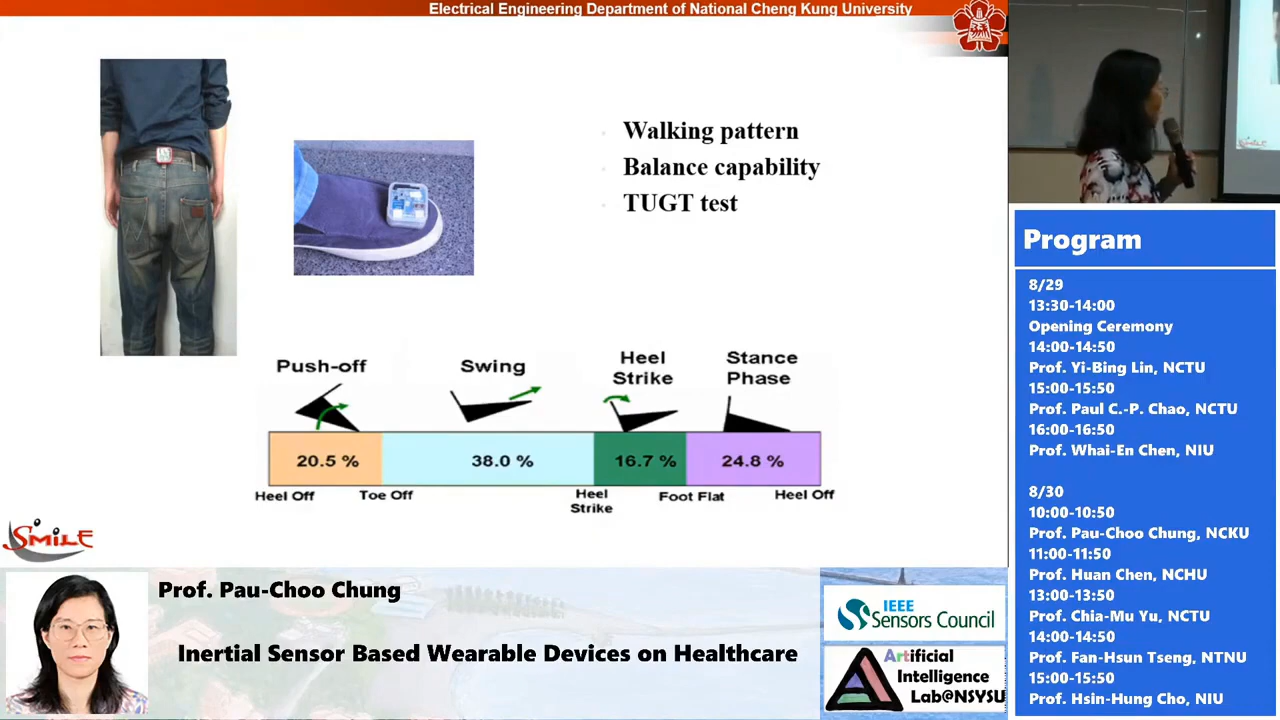 Electrical Engineering Department of National Cheng Kung University
Walking pattern
Balance capability
TUGT test
Push-off
Swing
Heel
Strike
Stance
Phase
20.5 %
38.0 %
16.7 %
24.8 %
Heel Off
Toe Off
Heel
Strike
Foot Flat
Heel Off
SMILE
Prof. Pau-Choo Chung
Inertial Sensor Based Wearable Devices on Healthcare
IEEE
Sensors Council
Artificial
Intelligence
Lab@NSYSU
Program
8/29
13:30-14:00
Opening Ceremony
14:00-14:50
Prof. Yi-Bing Lin, NCTU
15:00-15:50
Prof. Paul C.-P. Chao, NCTU
16:00-16:50
Prof. Whai-En Chen, NIU
8/30
10:00-10:50
Prof. Pau-Choo Chung, NCKU
11:00-11:50
Prof. Huan Chen, NCHU
13:00-13:50
Prof. Chia-Mu Yu, NCTU
14:00-14:50
Prof. Fan-Hsun Tseng, NTNU
15:00-15:50
Prof. Hsin-Hung Cho, NIU